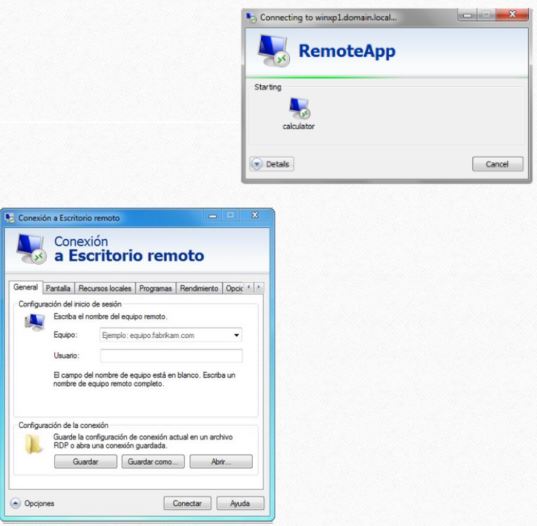 Connecting to winxp1.domain.local...
RemoteApp
Starting
calculator
Details
Cancel
Conexión a Escritorio remoto
Conexión
a Escritorio remoto
General Pantalla Recursos locales Programas Rendimiento Opcic
Configuración del inicio de sesión
Escriba el nombre del equipo remoto.
Equipo: Ejemplo: equipo.fabrikam.com
Usuario:
El campo del nombre de equipo está en blanco. Escriba un
nombre de equipo remoto completo.
Configuración de la conexión
Guarde la configuración de conexión actual en un archivo
RDP o abra una conexión guardada.
Guardar Guardar como... Abrir...
Opciones Conectar Ayuda